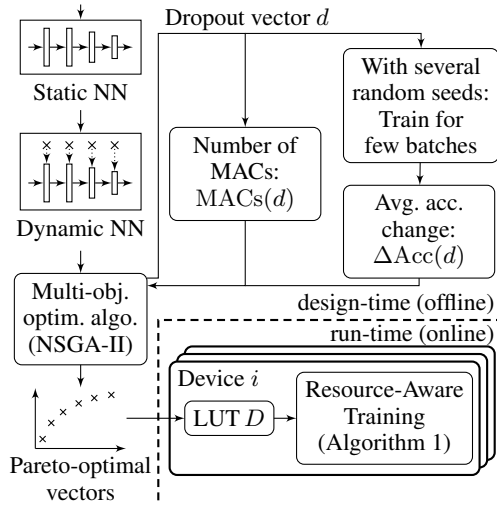 Dropout vector d
Static NN
With several
random seeds:
Train for
few batches
Number of
MACs:
MACs(d)
Dynamic NN
Avg. acc.
change:
ΔAcc(d)
Multi-obj.
optim. algo.
(NSGA-II)
design-time (offline)
run-time (online)
Device i
LUT D
Resource-Aware
Training
(Algorithm 1)
Pareto-optimal
vectors